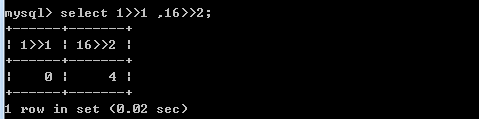 mysql> select 1>>1 ,16>>2;
+------+-------+
| 1>>1 | 16>>2 |
+------+-------+
|    0 |     4 |
+------+-------+
1 row in set (0.02 sec)